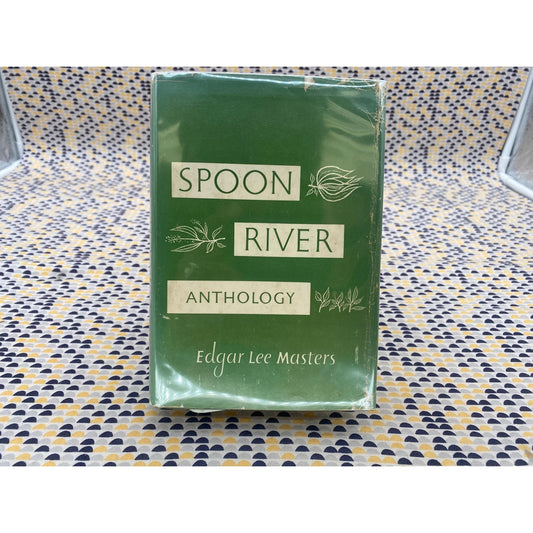 SPOON
RIVER
ANTHOLOGY
Edgar Lee Masters